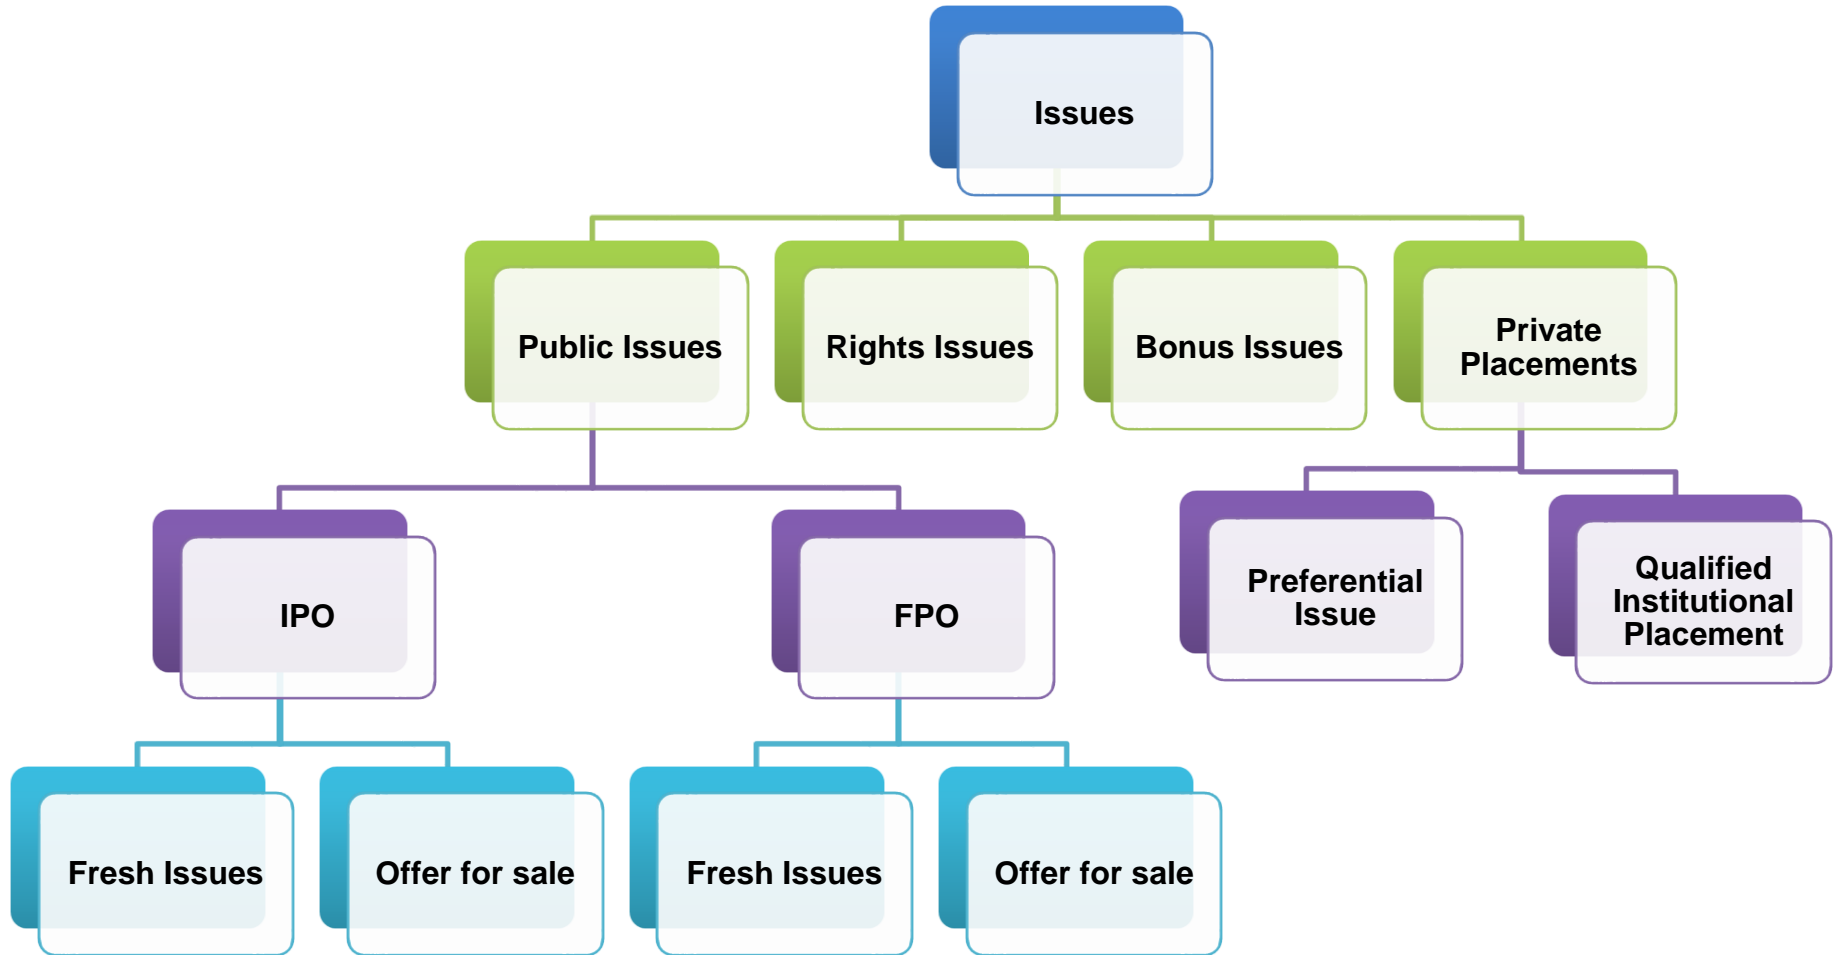 Issues
Public Issues
Rights Issues
Bonus Issues
Private
Placements
IPO
FPO
Preferential
Issue
Qualified
Institutional
Placement
Fresh Issues
Offer for sale
Fresh Issues
Offer for sale